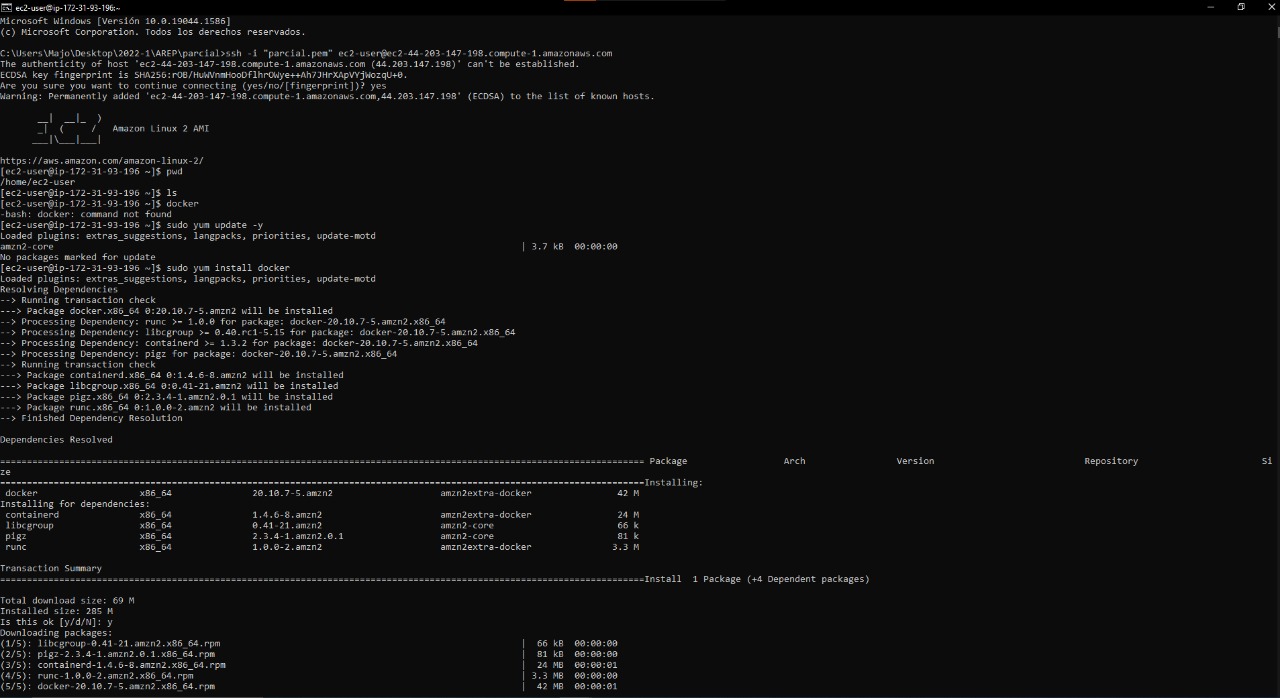 ec2-user@ip-172-31-93-196:~
Microsoft Windows [Versión 10.0.19044.1586]
(c) Microsoft Corporation. Todos los derechos reservados.
C:\Users\Majo\Desktop\2022-1\AREP\parcial>ssh -i "parcial.pem" ec2-user@ec2-44-203-147-198.compute-1.amazonaws.com
The authenticity of host 'ec2-44-203-147-198.compute-1.amazonaws.com (44.203.147.198)' can't be established.
ECDSA key fingerprint is
Are you sure you want to continue connecting (yes/no/[fingerprint])? yes
Warning: Permanently added 'ec2-44-203-147-198.compute-1.amazonaws.com,44.203.147.198' (ECDSA) to the list of known hosts.
       __|  __|_  )
       _|  (     /   Amazon Linux 2 AMI
      ___|\___|___|
https://aws.amazon.com/amazon-linux-2/
[ec2-user@ip-172-31-93-196 ~]$ pwd
/home/ec2-user
[ec2-user@ip-172-31-93-196 ~]$ ls
[ec2-user@ip-172-31-93-196 ~]$ docker
-bash: docker: command not found
[ec2-user@ip-172-31-93-196 ~]$ sudo yum update -y
Loaded plugins: extras_suggestions, langpacks, priorities, update-motd
amzn2-core | 3.7 kB 00:00:00
No packages marked for update
[ec2-user@ip-172-31-93-196 ~]$ sudo yum install docker
Loaded plugins: extras_suggestions, langpacks, priorities, update-motd
Resolving Dependencies
--> Running transaction check
---> Package docker.x86_64 0:20.10.7-5.amzn2 will be installed
--> Processing Dependency: runc >= 1.0.0 for package: docker-20.10.7-5.amzn2.x86_64
--> Processing Dependency: libcgroup >= 0.40.rc1-5.15 for package: docker-20.10.7-5.amzn2.x86_64
--> Processing Dependency: containerd >= 1.3.2 for package: docker-20.10.7-5.amzn2.x86_64
--> Processing Dependency: pigz for package: docker-20.10.7-5.amzn2.x86_64
--> Running transaction check
---> Package containerd.x86_64 0:1.4.6-8.amzn2 will be installed
---> Package libcgroup.x86_64 0:0.41-21.amzn2 will be installed
---> Package pigz.x86_64 0:2.3.4-1.amzn2.0.1 will be installed
---> Package runc.x86_64 0:1.0.0-2.amzn2 will be installed
--> Finished Dependency Resolution
Dependencies Resolved
================================ Package Arch Version Repository Si
ze
================================Installing:
docker x86_64 20.10.7-5.amzn2 amzn2extra-docker 42 M
Installing for dependencies:
containerd x86_64 1.4.6-8.amzn2 amzn2extra-docker 24 M
libcgroup x86_64 0.41-21.amzn2 amzn2-core 66 k
pigz x86_64 2.3.4-1.amzn2.0.1 amzn2-core 81 k
runc x86_64 1.0.0-2.amzn2 amzn2extra-docker 3.3 M
Transaction Summary
================================Install 1 Package (+4 Dependent packages)
Total download size: 69 M
Installed size: 285 M
Is this ok [y/d/N]: y
Downloading packages:
(1/5): libcgroup-0.41-21.amzn2.x86_64.rpm | 66 kB 00:00:00
(2/5): pigz-2.3.4-1.amzn2.0.1.x86_64.rpm | 81 kB 00:00:00
(3/5): containerd-1.4.6-8.amzn2.x86_64.rpm | 24 MB 00:00:01
(4/5): runc-1.0.0-2.amzn2.x86_64.rpm | 3.3 MB 00:00:00
(5/5): docker-20.10.7-5.amzn2.x86_64.rpm | 42 MB 00:00:01